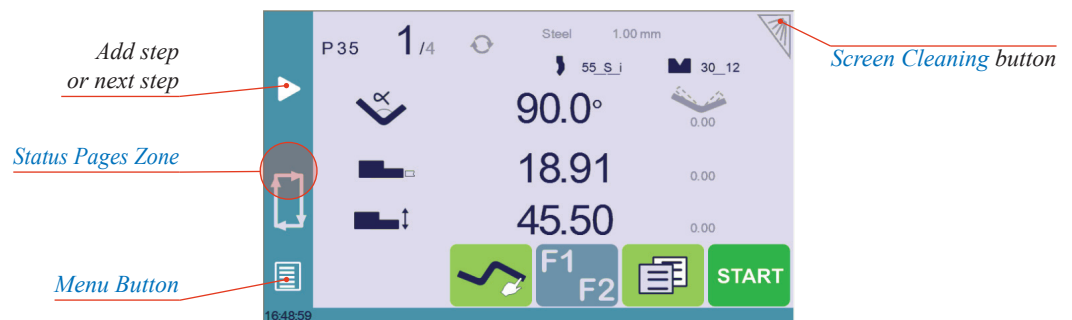 Add step
or next step
Status Pages Zone
Menu Button
P35 1/4 Steel 1.00 mm
55_S_i 30__12
α 90.0° 0.00
18.91 0.00
45.50 0.00
F1
F2
START
16:48:59
Screen Cleaning button